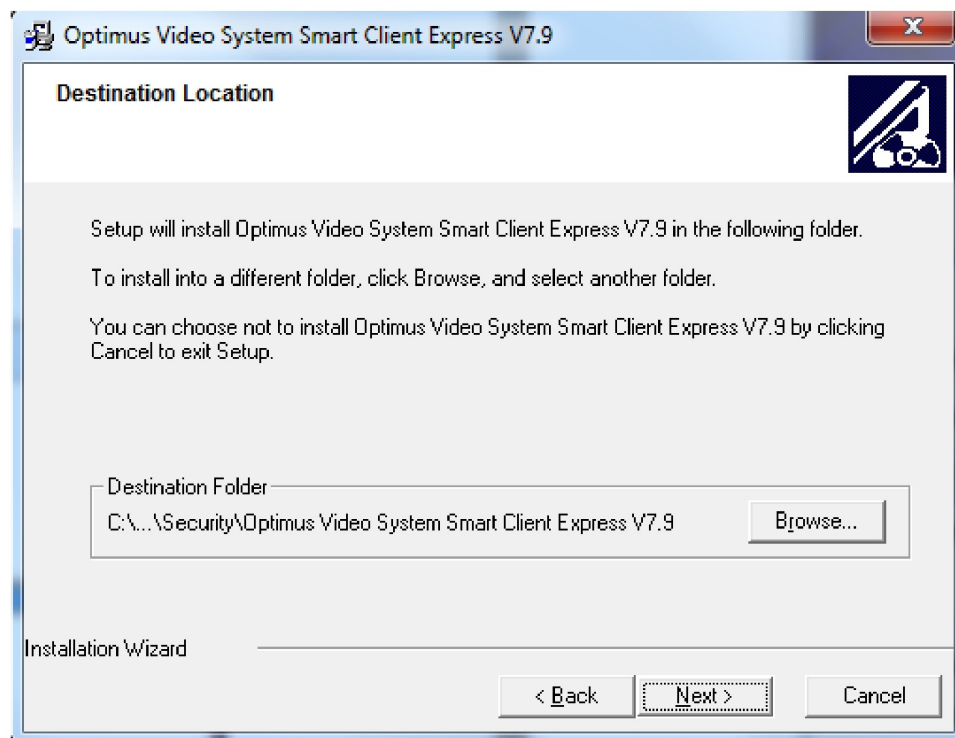 Optimus Video System Smart Client Express V7.9
X
Destination Location
Setup will install Optimus Video System Smart Client Express V7.9 in the following folder.
To install into a different folder, click Browse, and select another folder.
You can choose not to install Optimus Video System Smart Client Express V7.9 by clicking
Cancel to exit Setup.
Destination Folder
C:\...\Security\Optimus Video System Smart Client Express V7.9
Browse...
Installation Wizard
< Back
Next >
Cancel